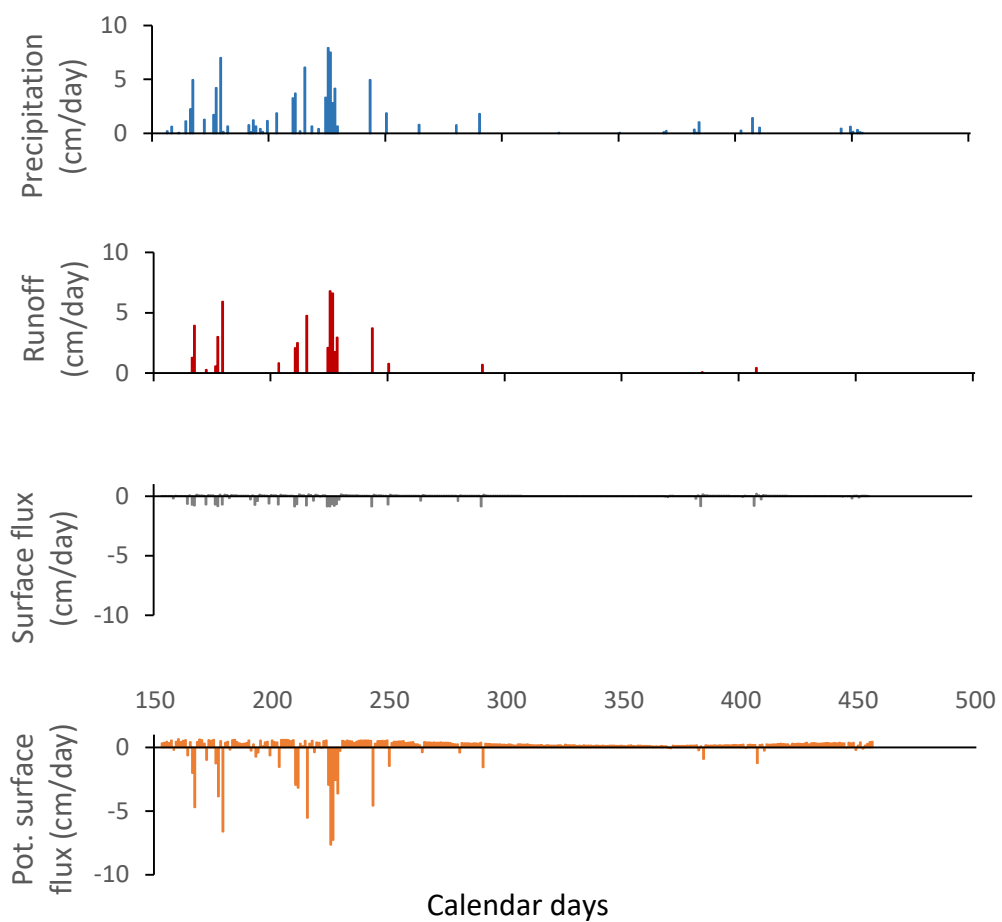 Precipitation
(cm/day)
10
5
0
Runoff
(cm/day)
10
5
0
Surface flux
(cm/day)
0
-5
-10
150 200 250 300 350 400 450 500
Pot. surface
flux (cm/day)
0
-5
-10
Calendar days